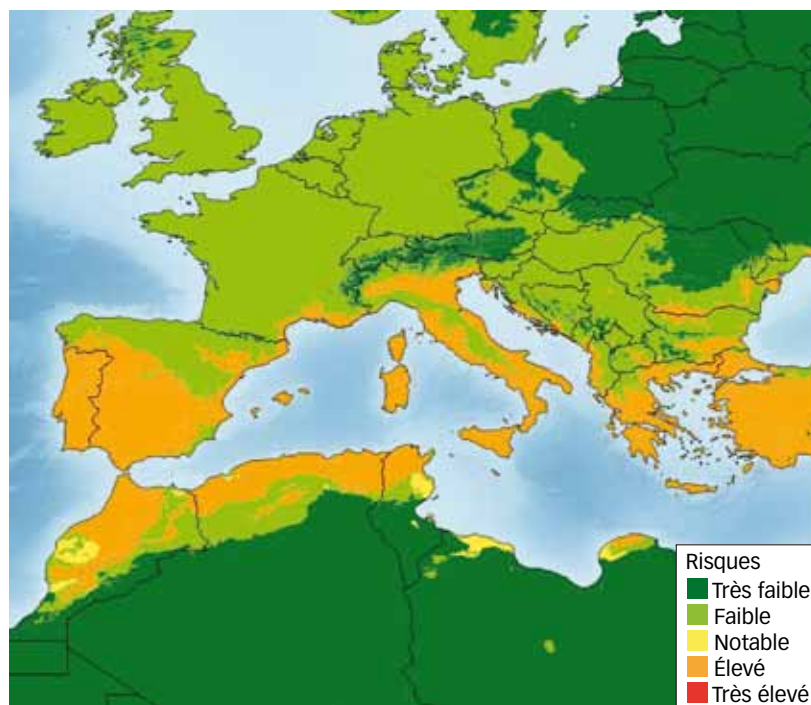 Risques
Très faible
Faible
Notable
Élevé
Très élevé